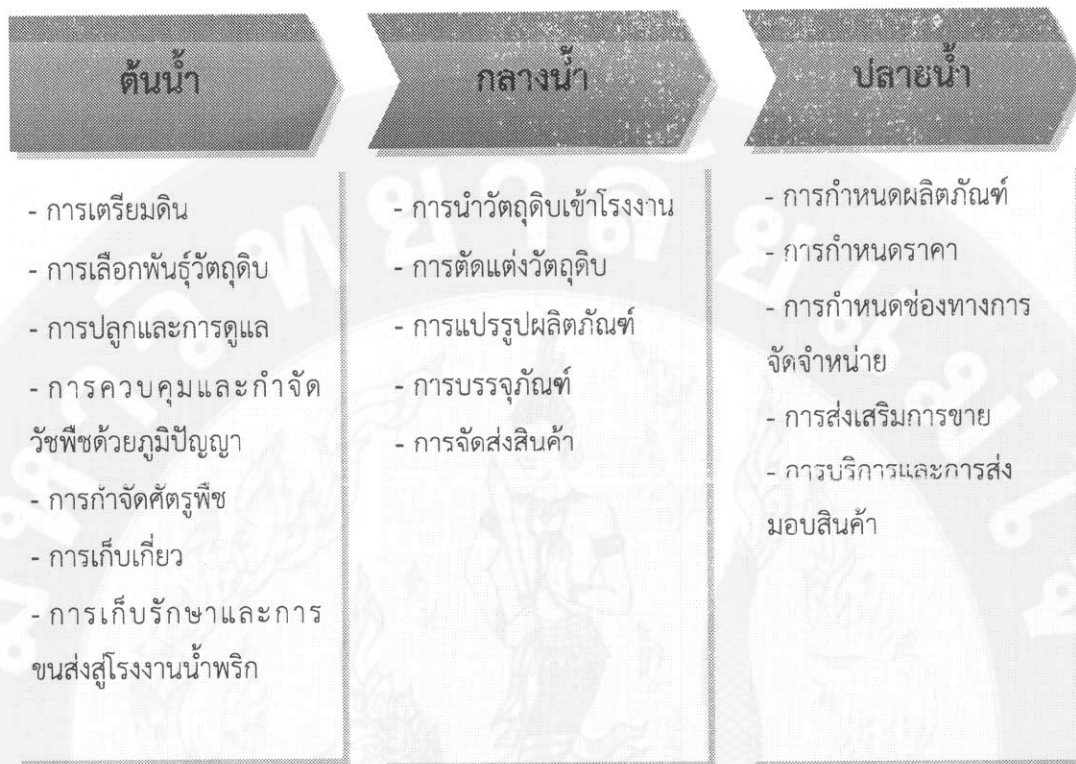 ต้นน้ำ
- การเตรียมดิน
- การเลือกพันธุ์วัตถุดิบ
- การปลูกและการดูแล
- การควบคุมและกำจัด
วัชพืชด้วยภูมิปัญญา
- การกำจัดศัตรูพืช
- การเก็บเกี่ยว
- การเก็บรักษาและการ
ขนส่งสู่โรงงานน้ำพริก
กลางน้ำ
- การนำวัตถุดิบเข้าโรงงาน
- การตัดแต่งวัตถุดิบ
- การแปรรูปผลิตภัณฑ์
- การบรรจุภัณฑ์
- การจัดส่งสินค้า
ปลายน้ำ
- การกำหนดผลิตภัณฑ์
- การกำหนดราคา
- การกำหนดช่องทางการ
จัดจำหน่าย
- การส่งเสริมการขาย
- การบริการและการส่ง
มอบสินค้า